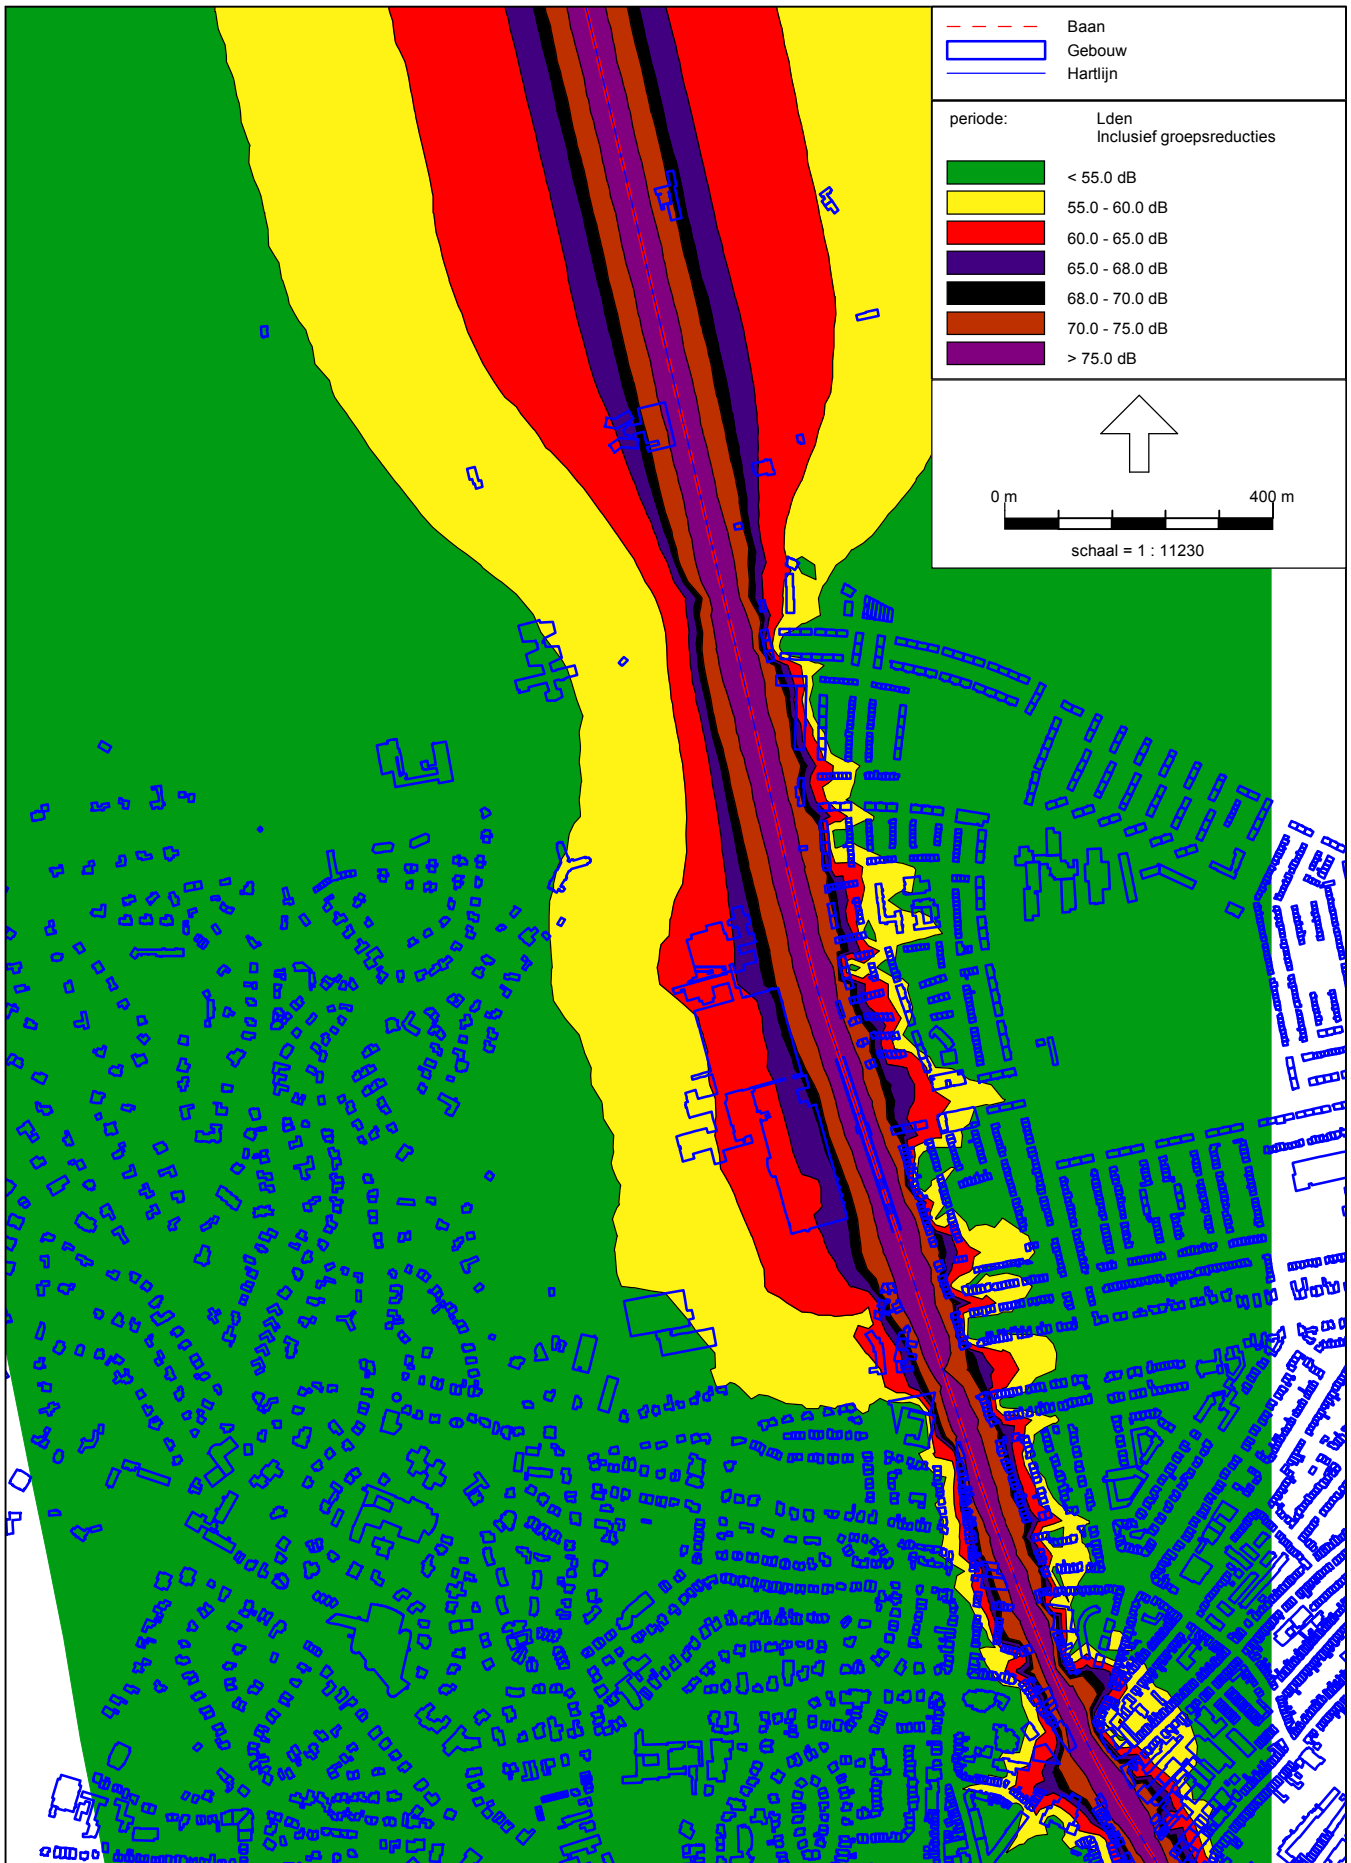 Baan
Gebouw
Hartlijn
periode: Lden
Inclusief groepsreducties
< 55.0 dB
55.0 - 60.0 dB
60.0 - 65.0 dB
65.0 - 68.0 dB
68.0 - 70.0 dB
70.0 - 75.0 dB
> 75.0 dB
0 m 400 m
schaal = 1 : 11230